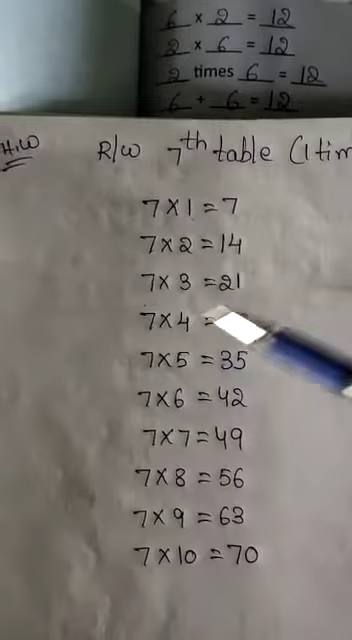 6 x 2 = 12
2 x 6 = 12
2 times 6 = 12
6 + 6 = 12
H.W R/W 7th table (1 tim
7 x 1 = 7
7 x 2 = 14
7 x 3 = 21
7 x 4 =
7 x 5 = 35
7 x 6 = 42
7 x 7 = 49
7 x 8 = 56
7 x 9 = 63
7 x 10 = 70